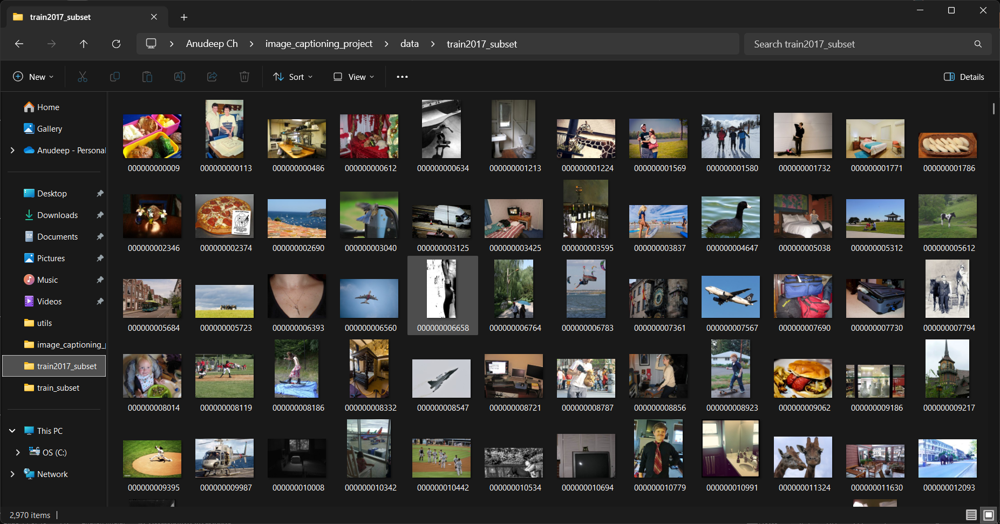 train2017_subset
Anudeep Ch > image_captioning_project > data > train2017_subset
Search train2017_subset
New
Sort
View
Details
Home
Gallery
Anudeep - Personal
Desktop
Downloads
Documents
Pictures
Music
Videos
utils
image_captioning_
train2017_subset
train_subset
This PC
OS (C:)
Network
000000000009 000000000113 000000000486 000000000612 000000000634 000000001213 000000001224 000000001569 000000001580 000000001732 000000001771 000000001786
000000002346 000000002374 000000002690 000000003040 000000003125 000000003425 000000003595 000000003837 000000004647 000000005038 000000005312 000000005612
000000005684 000000005723 000000006393 000000006560 000000006658 000000006764 000000006783 000000007361 000000007567 000000007690 000000007730 000000007794
000000008014 000000008119 000000008186 000000008332 000000008547 000000008721 000000008787 000000008856 000000008923 000000009062 000000009186 000000009217
000000009395 000000009987 000000010008 000000010342 000000010442 000000010534 000000010694 000000010779 000000010991 000000011324 000000011630 000000012093
2,970 items